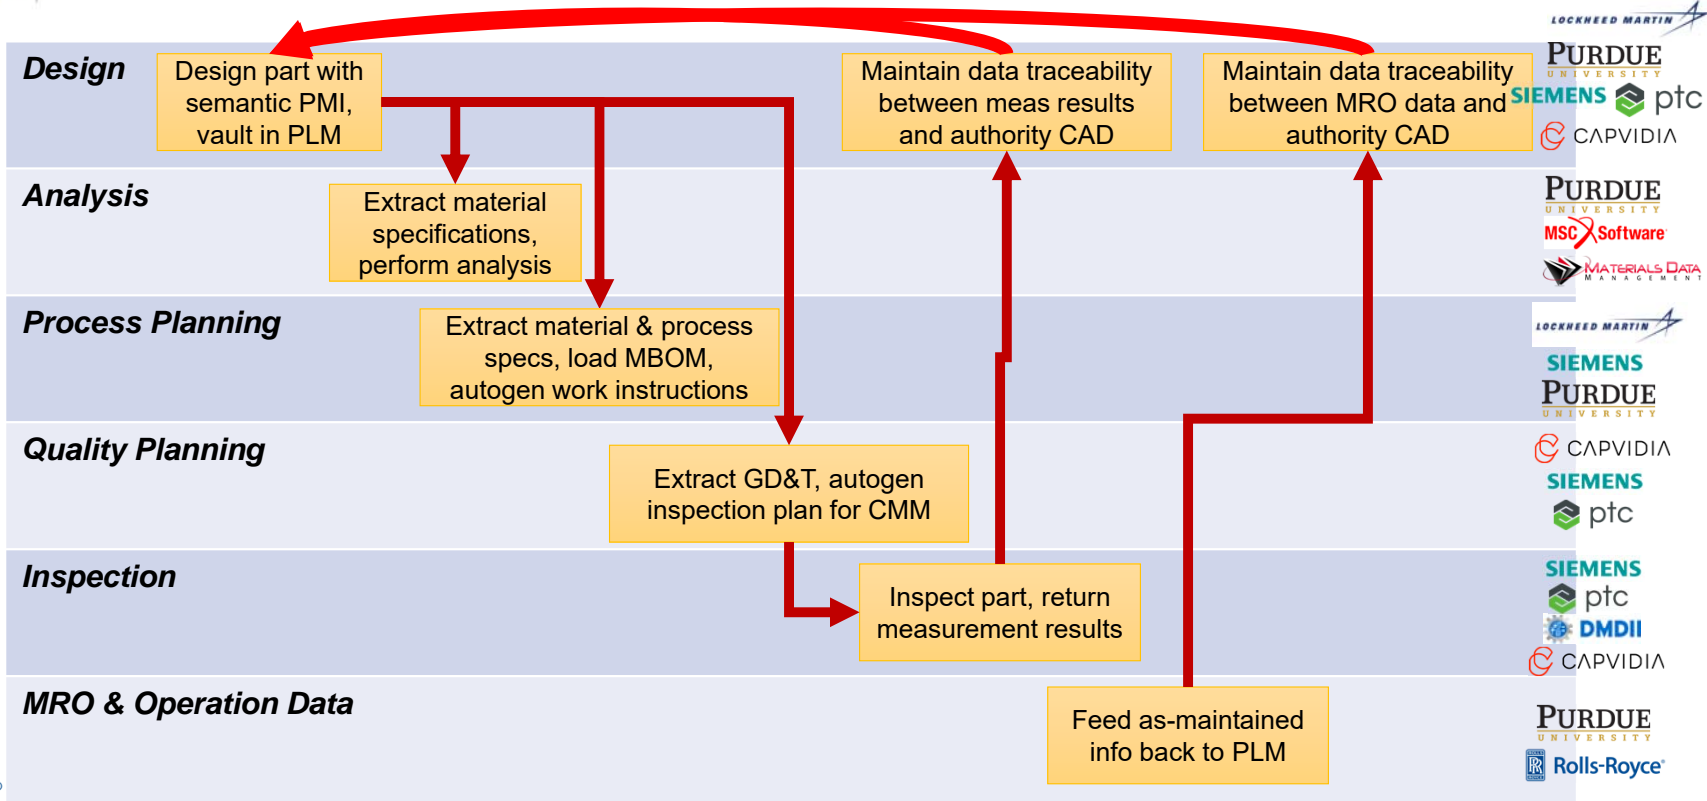 LOCKHEED MARTIN
Design
Design part with
semantic PMI,
vault in PLM
Maintain data traceability
between meas results
and authority CAD
Maintain data traceability
between MRO data and
authority CAD
PURDUE
UNIVERSITY
SIEMENS ptc
CAPVIDIA
Analysis
Extract material
specifications,
perform analysis
PURDUE
UNIVERSITY
MSC Software
MATERIALS DATA
MANAGEMENT
Process Planning
Extract material & process
specs, load MBOM,
autogen work instructions
LOCKHEED MARTIN
SIEMENS
PURDUE
UNIVERSITY
Quality Planning
Extract GD&T, autogen
inspection plan for CMM
CAPVIDIA
SIEMENS
ptc
Inspection
Inspect part, return
measurement results
SIEMENS
ptc
DMDII
CAPVIDIA
MRO & Operation Data
Feed as-maintained
info back to PLM
PURDUE
UNIVERSITY
Rolls-Royce